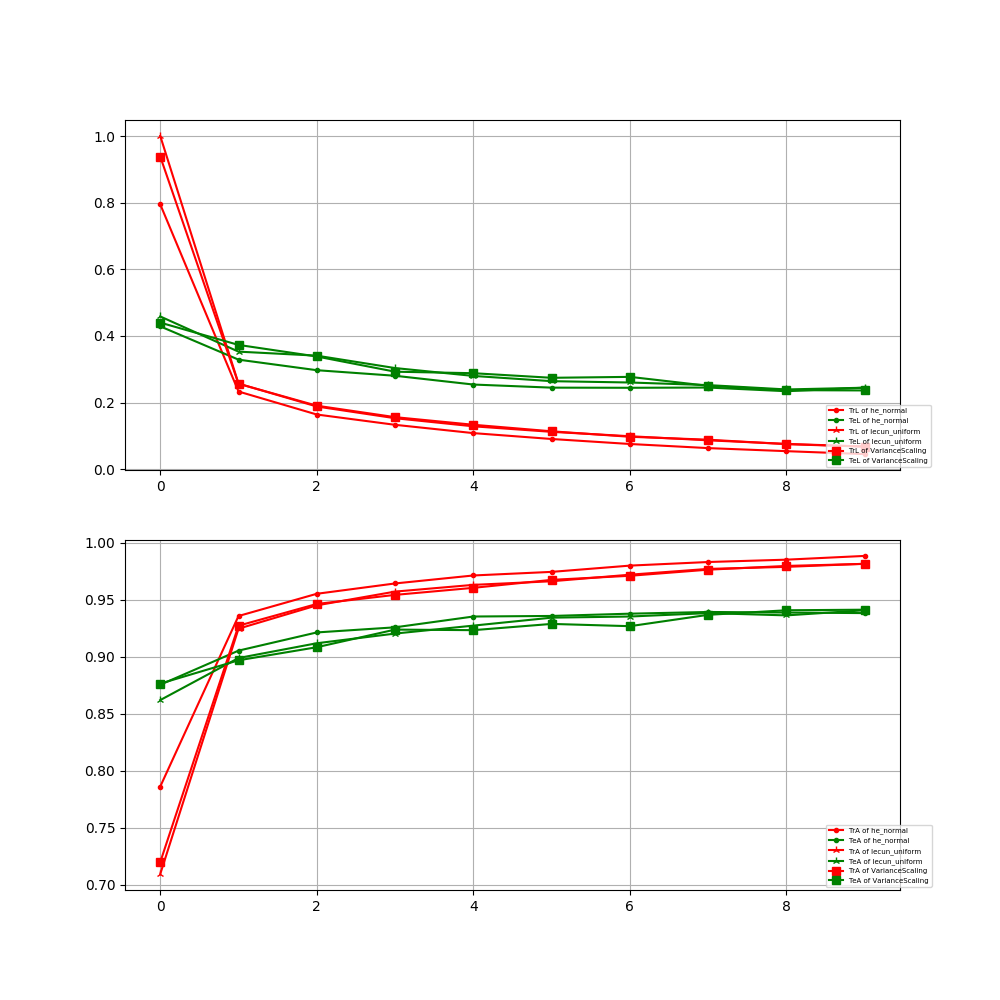 1.0
0.8
0.6
0.4
0.2
0.0
TrL of he_normal
TeL of he_normal
TrL of lecun_uniform
TeL of lecun_uniform
TrL of VarianceScaling
TeL of VarianceScaling
0 2 4 6 8
1.00
0.95
0.90
0.85
0.80
0.75
0.70
TrA of he_normal
TeA of he_normal
TrA of lecun_uniform
TeA of lecun_uniform
TrA of VarianceScaling
TeA of VarianceScaling
0 2 4 6 8